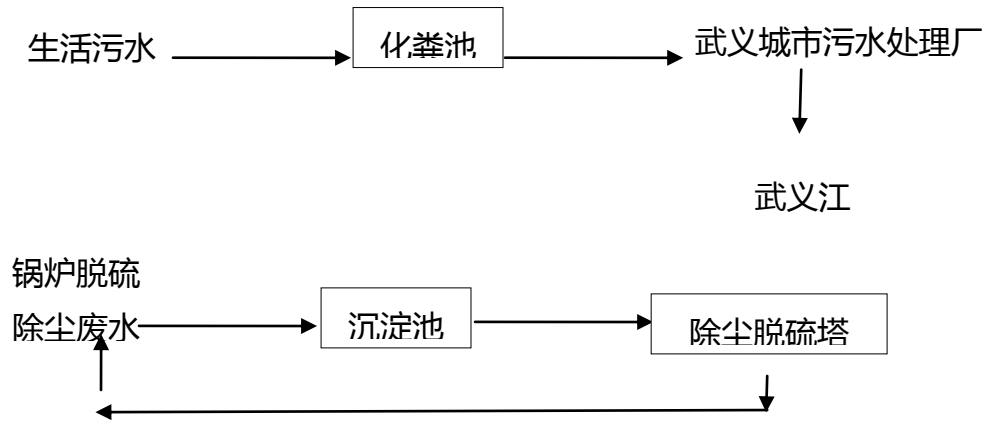 生活污水
化粪池
武义城市污水处理厂
武义江
锅炉脱硫
除尘废水
沉淀池
除尘脱硫塔